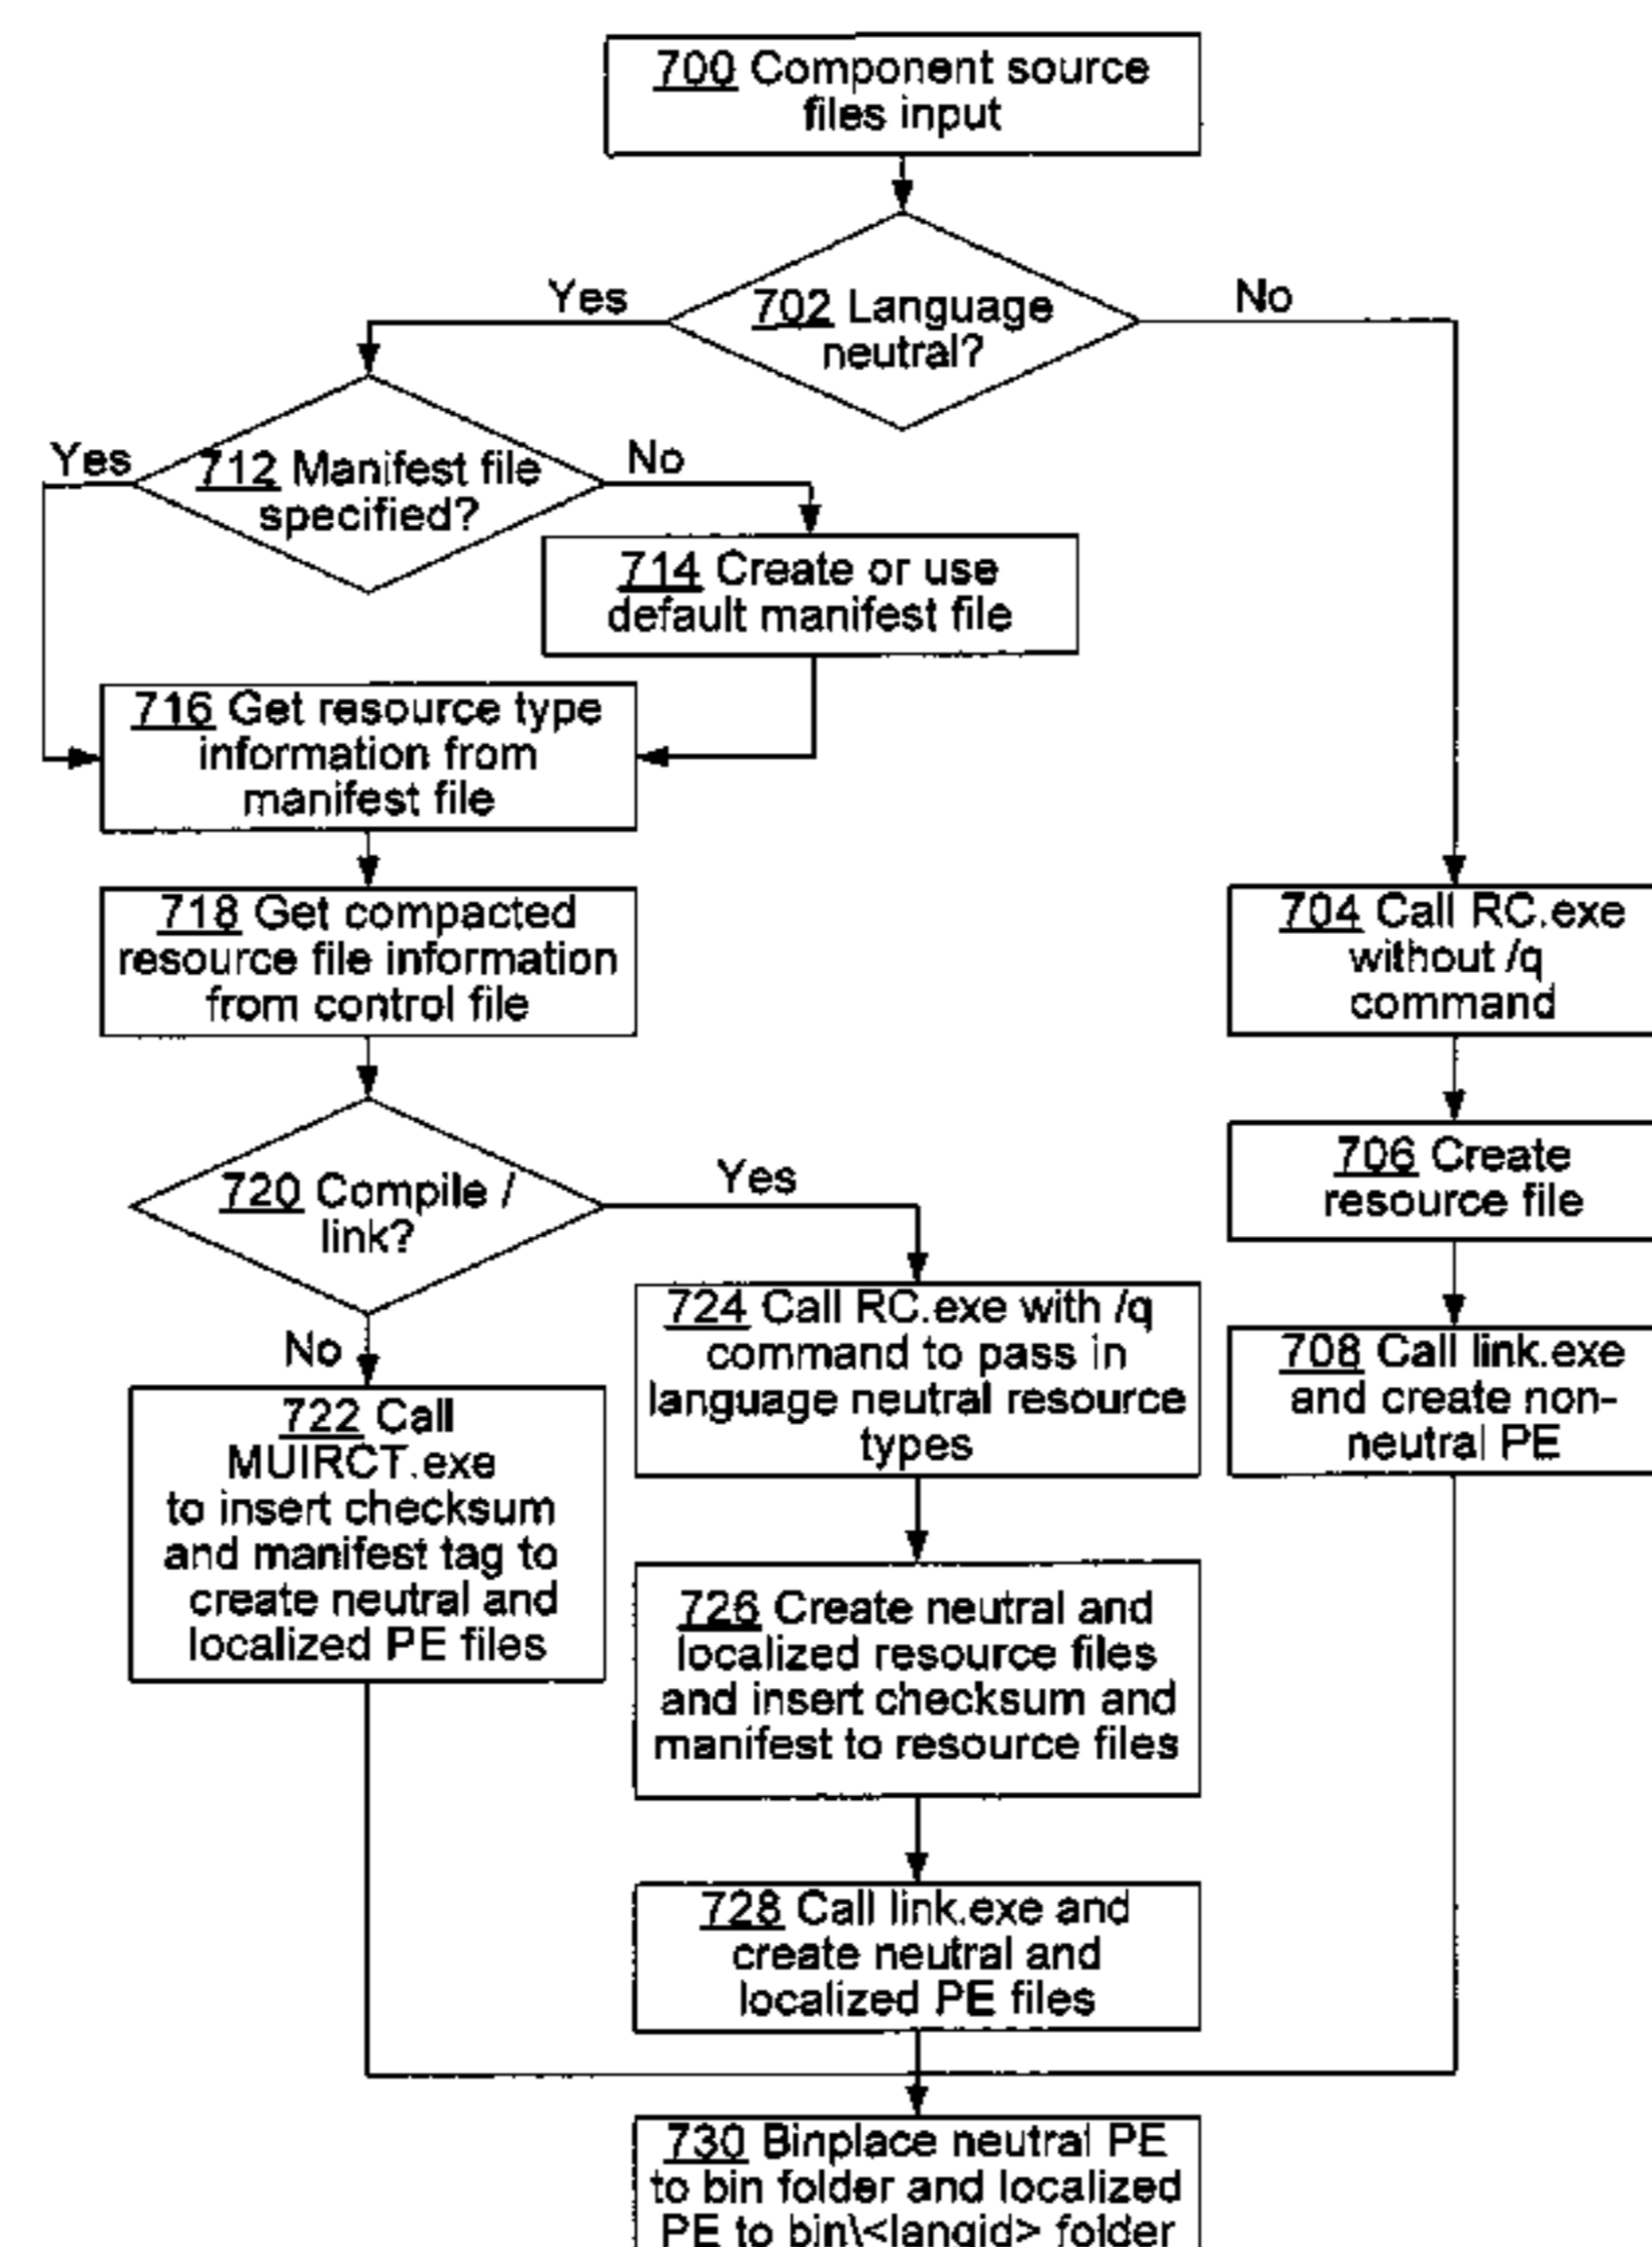 700 Component source
files input
Yes
702 Language
neutral?
No
Yes
712 Manifest file
specified?
No
714 Create or use
default manifest file
716 Get resource type
information from
manifest file
718 Get compacted
resource file information
from control file
704 Call RC.exe
without /q
command
720 Compile /
link?
Yes
706 Create
resource file
No
724 Call RC.exe with /q
command to pass in
language neutral resource
types
708 Call link.exe
and create non-
neutral PE
722 Call
MUIRCT.exe
to insert checksum
and manifest tag to
create neutral and
localized PE files
726 Create neutral and
localized resource files
and insert checksum and
manifest to resource files
728 Call link.exe and
create neutral and
localized PE files
730 Binplace neutral PE
to bin folder and localized
PE to bin\<langid> folder